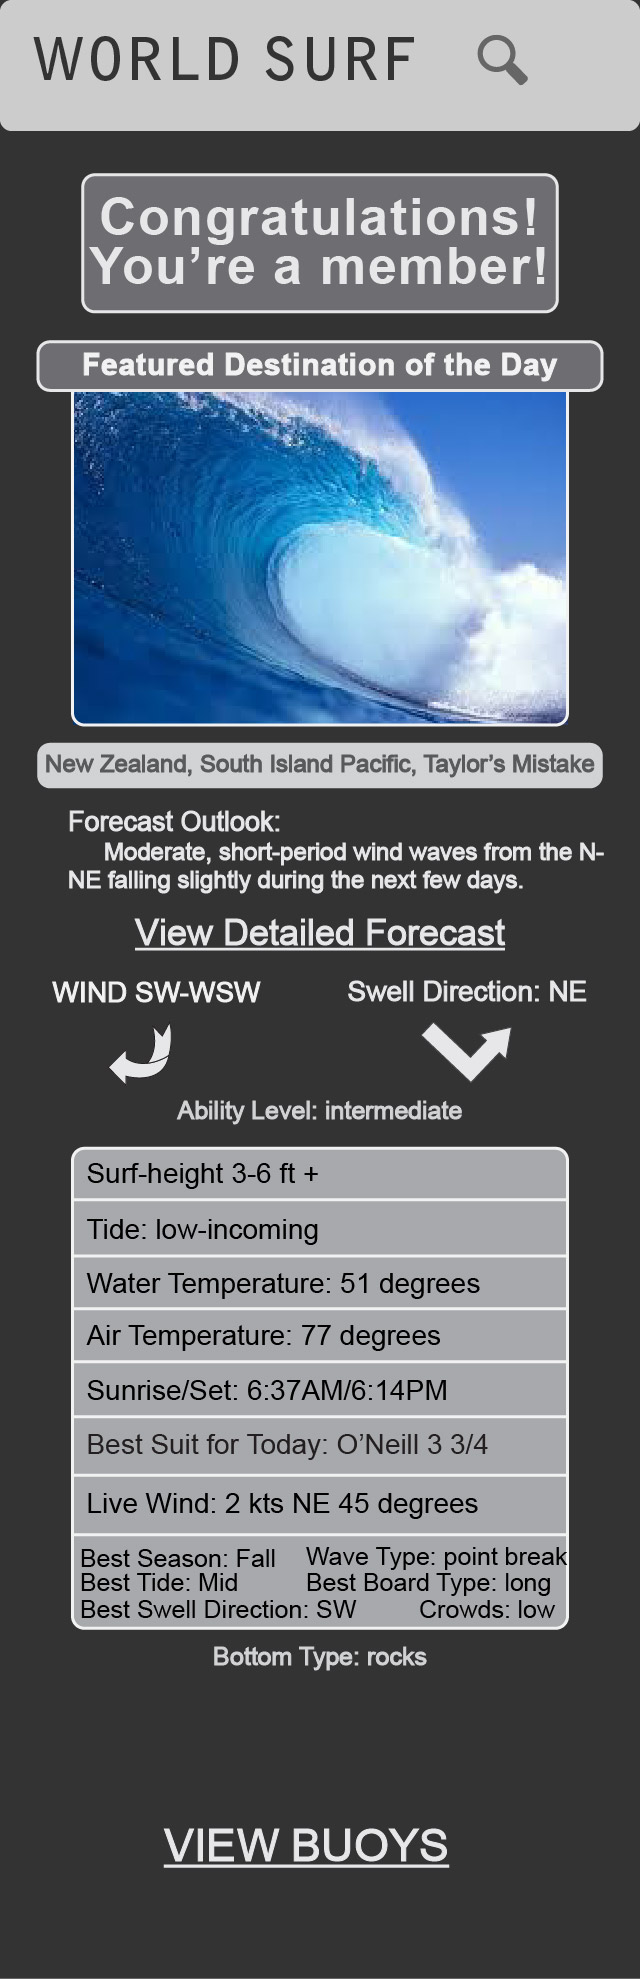 WORLD SURF
Congratulations!
You're a member!
Featured Destination of the Day
New Zealand, South Island Pacific, Taylor's Mistake
Forecast Outlook:
Moderate, short-period wind waves from the N-
NE falling slightly during the next few days.
View Detailed Forecast
WIND SW-WSW
Swell Direction: NE
Ability Level: intermediate
Surf-height 3-6 ft +
Tide: low-incoming
Water Temperature: 51 degrees
Air Temperature: 77 degrees
Sunrise/Set: 6:37AM/6:14PM
Best Suit for Today: O'Neill 3 3/4
Live Wind: 2 kts NE 45 degrees
Best Season: Fall
Wave Type: point break
Best Tide: Mid
Best Board Type: long
Best Swell Direction: SW
Crowds: low
Bottom Type: rocks
VIEW BUOYS